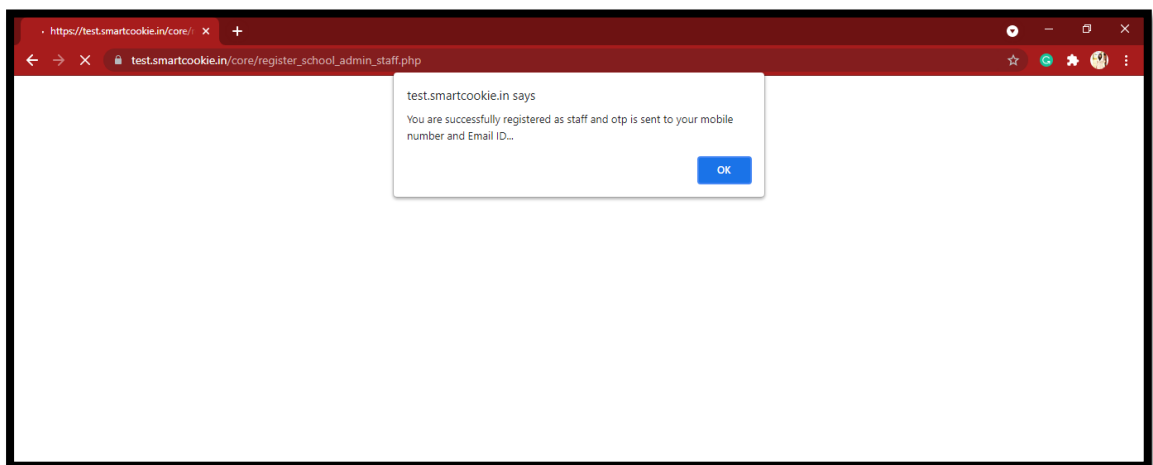 https://test.smartcookie.in/core/r
test.smartcookie.in/core/register_school_admin_staff.php
test.smartcookie.in says
You are successfully registered as staff and otp is sent to your mobile
number and Email ID...
OK